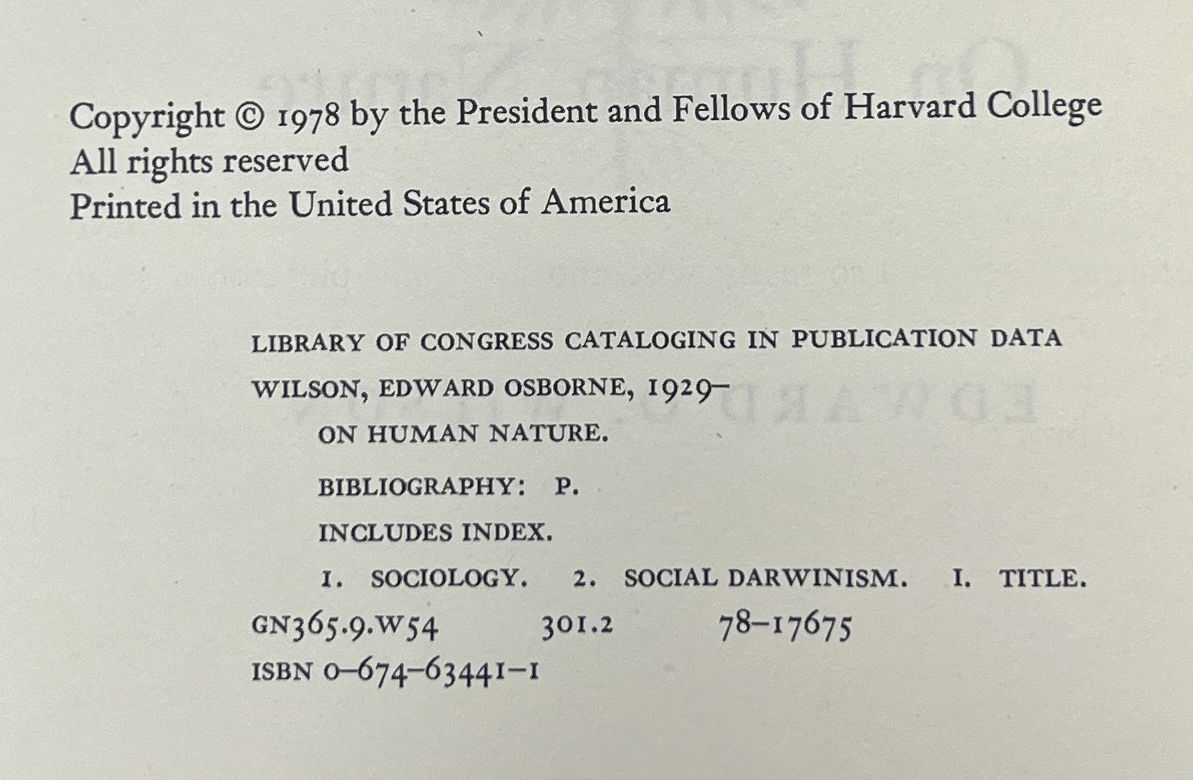 Copyright © 1978 by the President and Fellows of Harvard College
All rights reserved
Printed in the United States of America
LIBRARY OF CONGRESS CATALOGING IN PUBLICATION DATA
WILSON, EDWARD OSBORNE, 1929–
ON HUMAN NATURE.
BIBLIOGRAPHY: P.
INCLUDES INDEX.
1. SOCIOLOGY. 2. SOCIAL DARWINISM. I. TITLE.
GN365.9.W54 301.2 78–17675
ISBN 0–674–63441–1